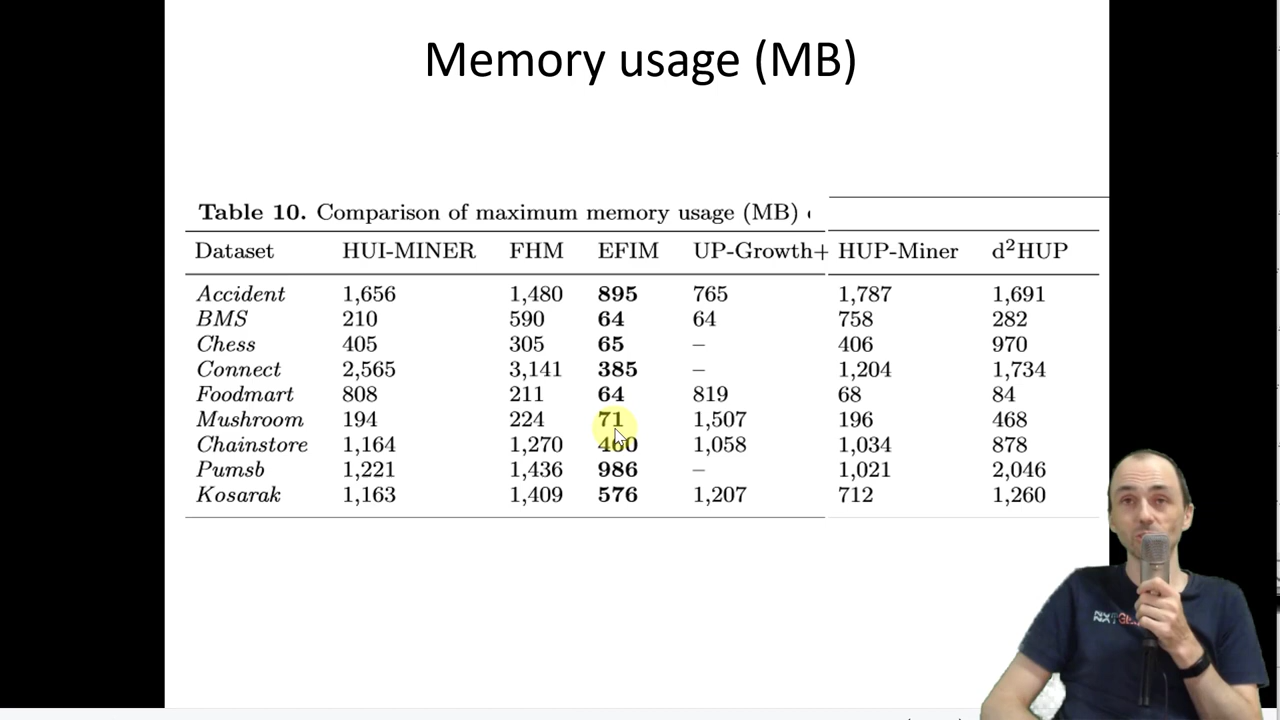 Memory usage (MB)
Table 10. Comparison of maximum memory usage (MB)
Dataset HUI-MINER FHM EFIM UP-Growth+ HUP-Miner d²HUP
Accident 1,656 1,480 895 765 1,787 1,691
BMS 210 590 64 64 758 282
Chess 405 305 65 – 406 970
Connect 2,565 3,141 385 – 1,204 1,734
Foodmart 808 211 64 819 68 84
Mushroom 194 224 71 1,507 196 468
Chainstore 1,164 1,270 460 1,058 1,034 878
Pumsb 1,221 1,436 986 – 1,021 2,046
Kosarak 1,163 1,409 576 1,207 712 1,260